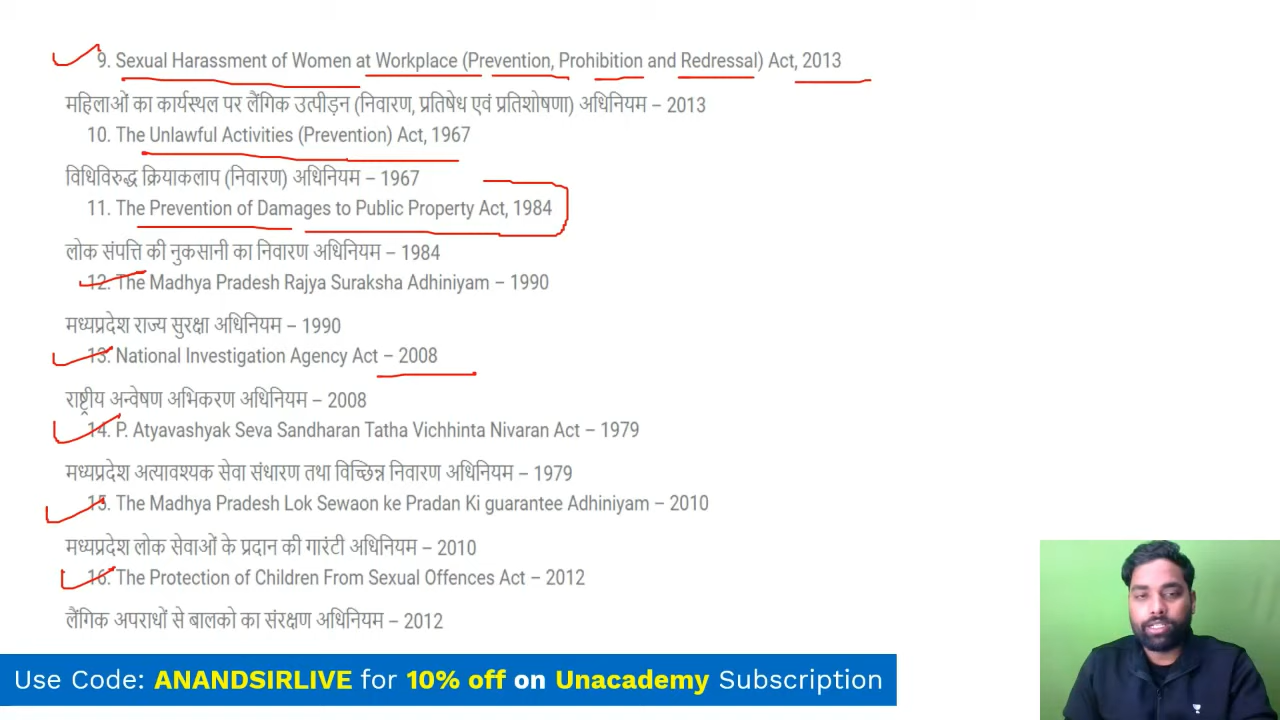 9. Sexual Harassment of Women at Workplace (Prevention, Prohibition and Redressal) Act, 2013
महिलाओं का कार्यस्थल पर लैंगिक उत्पीड़न (निवारण, प्रतिषेध एवं प्रतिशोषणा) अधिनियम – 2013
10. The Unlawful Activities (Prevention) Act, 1967
विधिविरुद्ध क्रियाकलाप (निवारण) अधिनियम – 1967
11. The Prevention of Damages to Public Property Act, 1984
लोक संपत्ति की नुकसानी का निवारण अधिनियम – 1984
12. The Madhya Pradesh Rajya Suraksha Adhiniyam – 1990
मध्यप्रदेश राज्य सुरक्षा अधिनियम – 1990
13. National Investigation Agency Act – 2008
राष्ट्रीय अन्वेषण अभिकरण अधिनियम – 2008
14. P. Atyavashyak Seva Sandharan Tatha Vichhinta Nivaran Act – 1979
मध्यप्रदेश अत्यावश्यक सेवा संधारण तथा विच्छिन्न निवारण अधिनियम – 1979
15. The Madhya Pradesh Lok Sewaon ke Pradan Ki guarantee Adhiniyam – 2010
मध्यप्रदेश लोक सेवाओं के प्रदान की गारंटी अधिनियम – 2010
16. The Protection of Children From Sexual Offences Act – 2012
लैंगिक अपराधों से बालको का संरक्षण अधिनियम – 2012
Use Code: ANANDSIRLIVE for 10% off on Unacademy Subscription